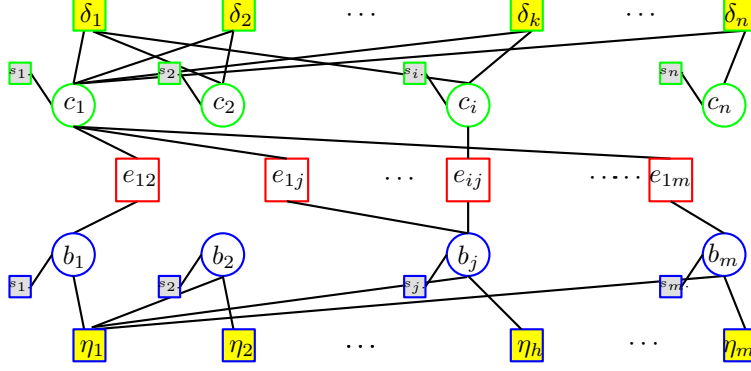 δ₁ δ₂ ⋯ δₖ ⋯ δₙ
s₁. s₂. sᵢ. sₙ.
c₁ c₂ cᵢ cₙ
e₁₂ e₁ⱼ ⋯ eᵢⱼ ⋯⋯ e₁ₘ
b₁ b₂ bⱼ bₘ
s₁. s₂. sⱼ. sₘ.
η₁ η₂ ⋯ ηₕ ⋯ ηₘ